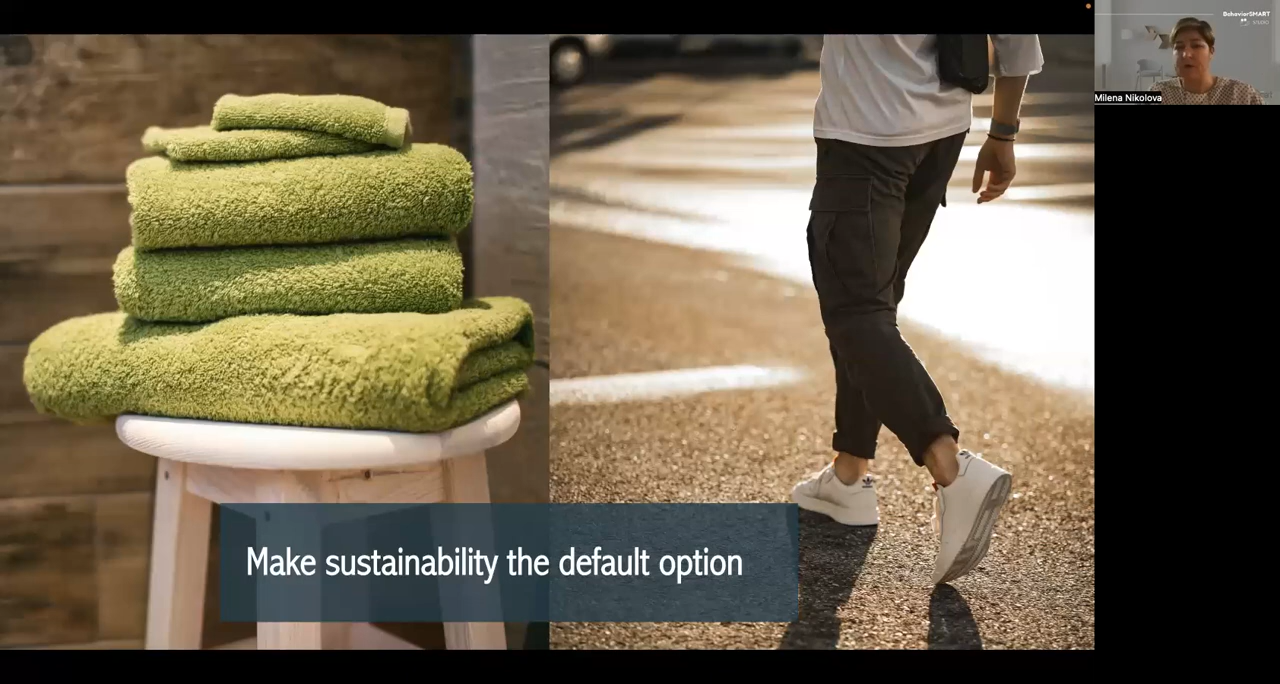 BehaviorSMART
Milena Nikolova
Make sustainability the default option